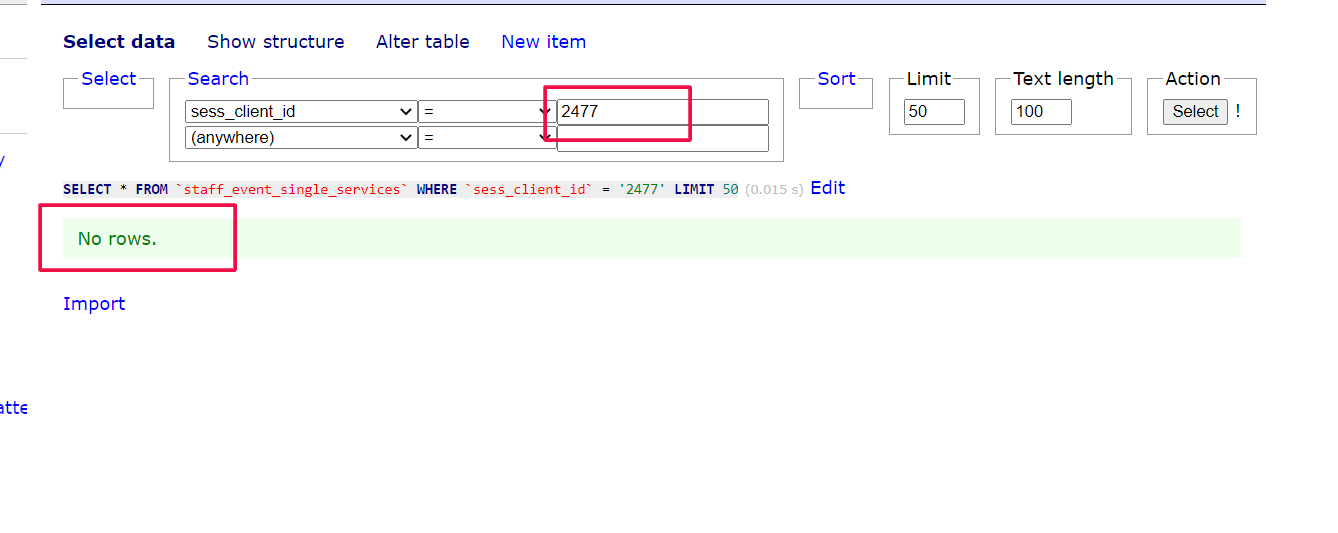 Select data Show structure Alter table New item
Select Search Sort Limit Text length Action
sess_client_id = 2477 50 100 Select !
(anywhere) =
SELECT * FROM `staff_event_single_services` WHERE `sess_client_id` = '2477' LIMIT 50 (0.015 s) Edit
No rows.
Import